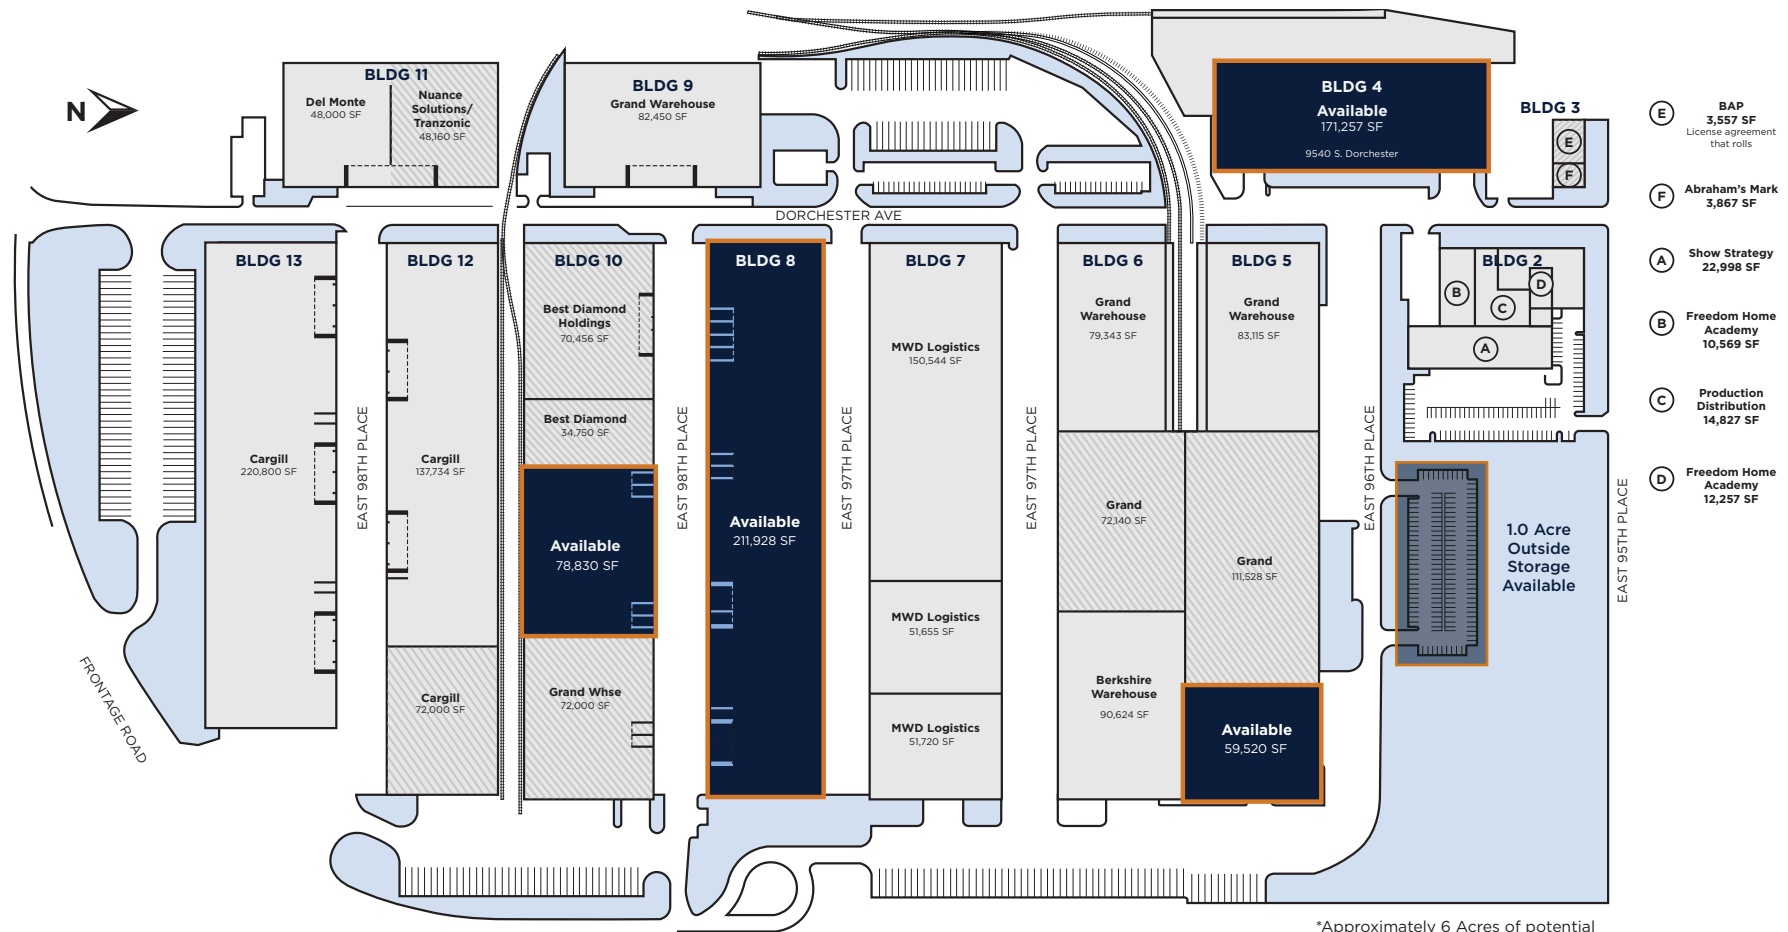 N
BLDG 11
Del Monte
48,000 SF
Nuance
Solutions/
Tranzonic
48,160 SF
BLDG 9
Grand Warehouse
82,450 SF
BLDG 4
Available
171,257 SF
9540 S. Dorchester
BLDG 3
E
F
E
BAP
3,557 SF
License agreement
that rolls
F
Abraham's Mark
3,867 SF
A
Show Strategy
22,998 SF
B
Freedom Home
Academy
10,569 SF
C
Production
Distribution
14,827 SF
D
Freedom Home
Academy
12,257 SF
DORCHESTER AVE
BLDG 13
Cargill
220,800 SF
EAST 98TH PLACE
BLDG 12
Cargill
137,734 SF
Cargill
72,000 SF
BLDG 10
Best Diamond
Holdings
70,456 SF
Best Diamond
34,750 SF
Available
78,830 SF
Grand Whse
72,000 SF
EAST 98TH PLACE
BLDG 8
Available
211,928 SF
EAST 97TH PLACE
BLDG 7
MWD Logistics
150,544 SF
MWD Logistics
51,655 SF
MWD Logistics
51,720 SF
EAST 97TH PLACE
BLDG 6
Grand
Warehouse
79,343 SF
Grand
72,140 SF
Berkshire
Warehouse
90,624 SF
BLDG 5
Grand
Warehouse
83,115 SF
Grand
111,528 SF
Available
59,520 SF
EAST 96TH PLACE
BLDG 2
B
C
D
A
1.0 Acre
Outside
Storage
Available
EAST 95TH PLACE
FRONTAGE ROAD
*Approximately 6 Acres of potential